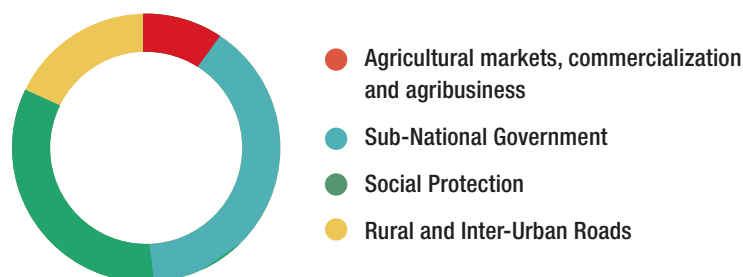 Agricultural markets, commercialization
and agribusiness
Sub-National Government
Social Protection
Rural and Inter-Urban Roads